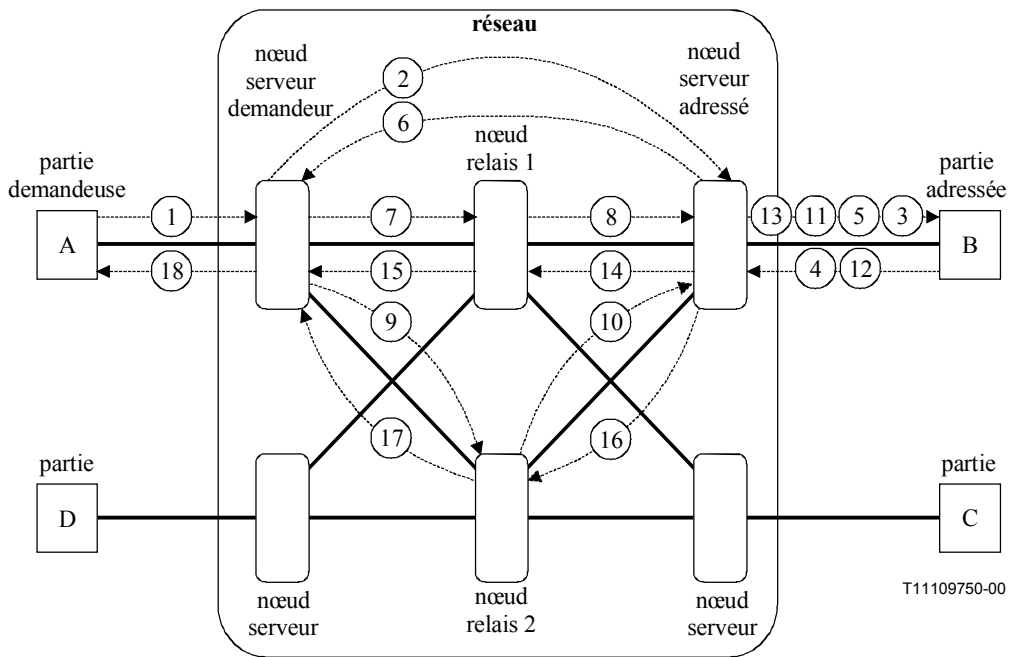 réseau
nœud
serveur
demandeur
2
nœud
serveur
adressé
6
nœud
relais 1
partie
demandeuse
partie
adressée
A
1
7
8
13
11
5
3
B
18
15
14
4
12
9
10
17
16
partie
D
partie
C
nœud
serveur
nœud
relais 2
nœud
serveur
T11109750-00